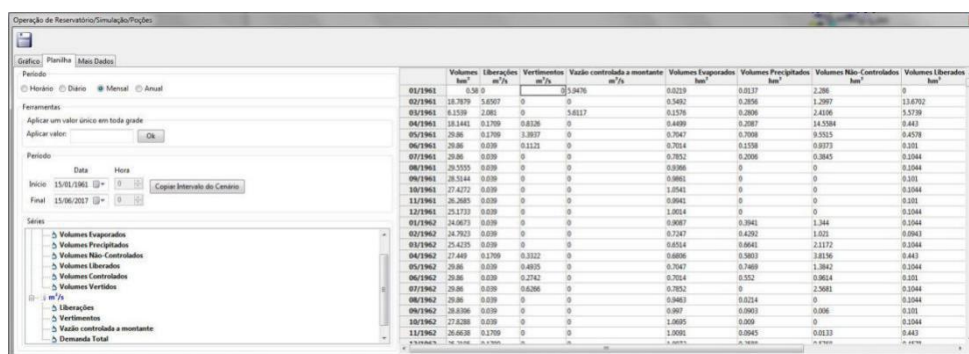 Operação de Reservatório/Simulação/Poções
Gráfico Planilha Mais Dados
Período
Horário Diário Mensal Anual
Ferramentas
Aplicar um valor único em toda grade
Aplicar valor: Ok
Período
Data Hora
Início 15/01/1961 0 Copiar Intervalo do Cenário
Final 15/06/2017 0
Séries
Volumes Evaporados
Volumes Precipitados
Volumes Não-Controlados
Volumes Liberados
Volumes Controlados
Volumes Vertidos
m³/s
Liberações
Vertimentos
Vazão controlada a montante
Demanda Total
Volumes Liberações Vertimentos Vazão controlada a montante Volumes Evaporados Volumes Precipitados Volumes Não-Controlados Volumes Liberados
hm³ m³/s m³/s m³/s hm³ hm³ hm³ hm³
01/1961 0.58 0 0 5.9476 0.0219 0.0137 2.286 0
02/1961 18.7879 5.6507 0 0 0.5492 0.2856 1.2997 13.6702
03/1961 6.1539 2.081 0 5.6117 0.1576 0.2806 2.4106 5.5739
04/1961 18.1441 0.1709 0.8326 0 0.4499 0.2087 14.5584 0.443
05/1961 29.86 0.1709 3.3937 0 0.7047 0.7008 9.5515 0.4578
06/1961 29.86 0.039 0.1121 0 0.7014 0.1558 0.9373 0.101
07/1961 29.86 0.039 0 0 0.7852 0.2006 0.3845 0.1044
08/1961 29.5555 0.039 0 0 0.9366 0 0 0.1044
09/1961 28.5144 0.039 0 0 0.9861 0 0 0.101
10/1961 27.4272 0.039 0 0 1.0541 0 0 0.1044
11/1961 26.2685 0.039 0 0 0.9941 0 0 0.101
12/1961 25.1733 0.039 0 0 1.0014 0 0 0.1044
01/1962 24.0673 0.039 0 0 0.9087 0.3941 1.344 0.1044
02/1962 24.7923 0.039 0 0 0.7247 0.4292 1.021 0.0943
03/1962 25.4235 0.039 0 0 0.6514 0.6641 2.1172 0.1044
04/1962 27.449 0.1709 0.3322 0 0.6806 0.5803 3.8156 0.443
05/1962 29.86 0.039 0.4935 0 0.7047 0.7469 1.3842 0.1044
06/1962 29.86 0.039 0.2742 0 0.7014 0.552 0.9614 0.101
07/1962 29.86 0.039 0.6266 0 0.7852 0 2.5681 0.1044
08/1962 29.86 0.039 0 0 0.9463 0.0214 0 0.1044
09/1962 28.8306 0.039 0 0 0.997 0.0903 0.006 0.101
10/1962 27.8288 0.039 0 0 1.0695 0.009 0 0.1044
11/1962 26.6638 0.1709 0 0 1.0091 0.0945 0.0133 0.443